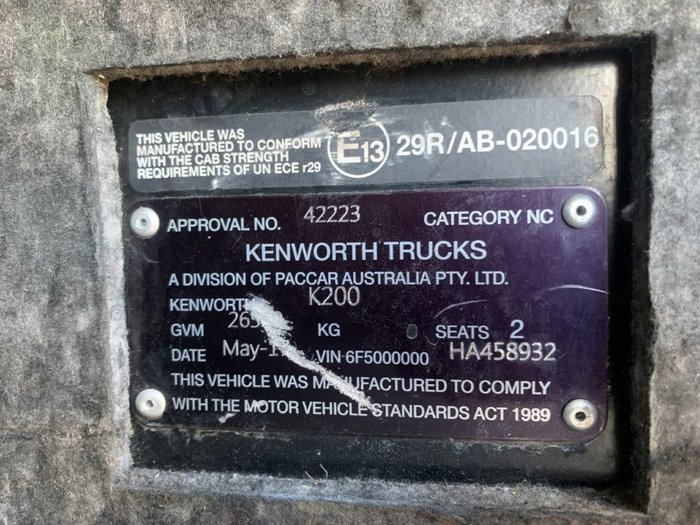 THIS VEHICLE WAS
MANUFACTURED TO CONFORM
WITH THE CAB STRENGTH
REQUIREMENTS OF UN ECE r29
E13 29R/AB-020016
APPROVAL NO. 42223 CATEGORY NC
KENWORTH TRUCKS
A DIVISION OF PACCAR AUSTRALIA PTY. LTD.
KENWORTH K200
GVM KG SEATS 2
DATE VIN 6F5000000 HA458932
THIS VEHICLE WAS MANUFACTURED TO COMPLY
WITH THE MOTOR VEHICLE STANDARDS ACT 1989